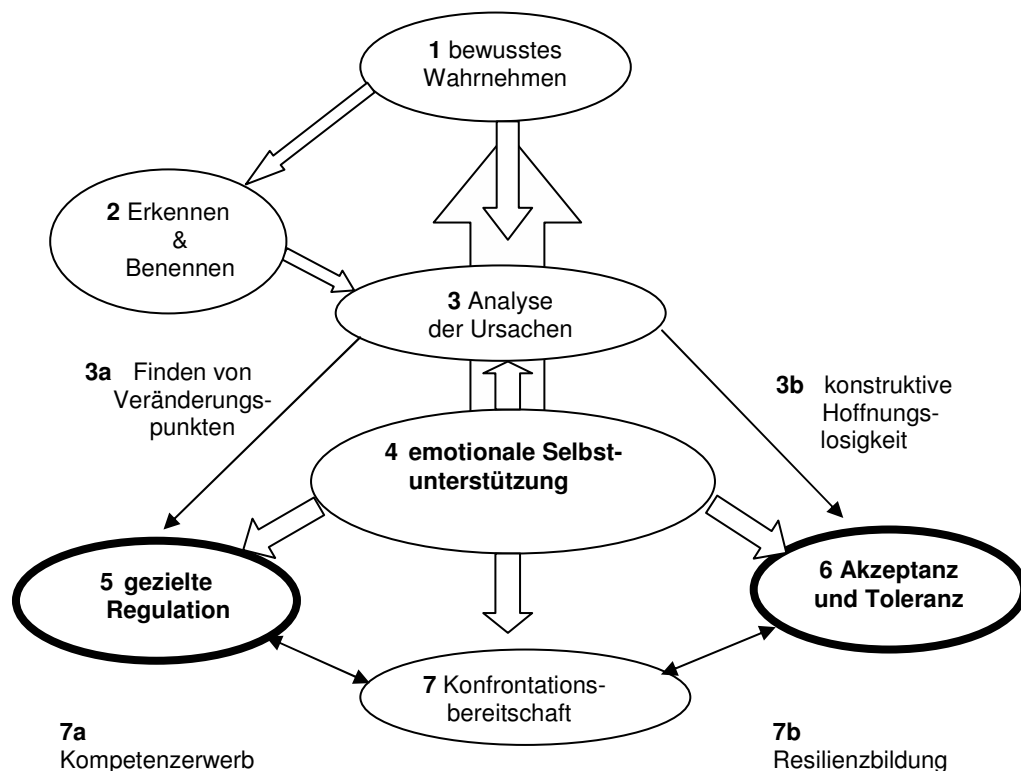 1 bewusstes
Wahrnehmen
2 Erkennen
&
Benennen
3 Analyse
der Ursachen
3a Finden von
Veränderungs-
punkten
3b konstruktive
Hoffnungs-
losigkeit
4 emotionale Selbst-
unterstützung
5 gezielte
Regulation
6 Akzeptanz
und Toleranz
7 Konfrontations-
bereitschaft
7a
Kompetenzerwerb
7b
Resilienzbildung